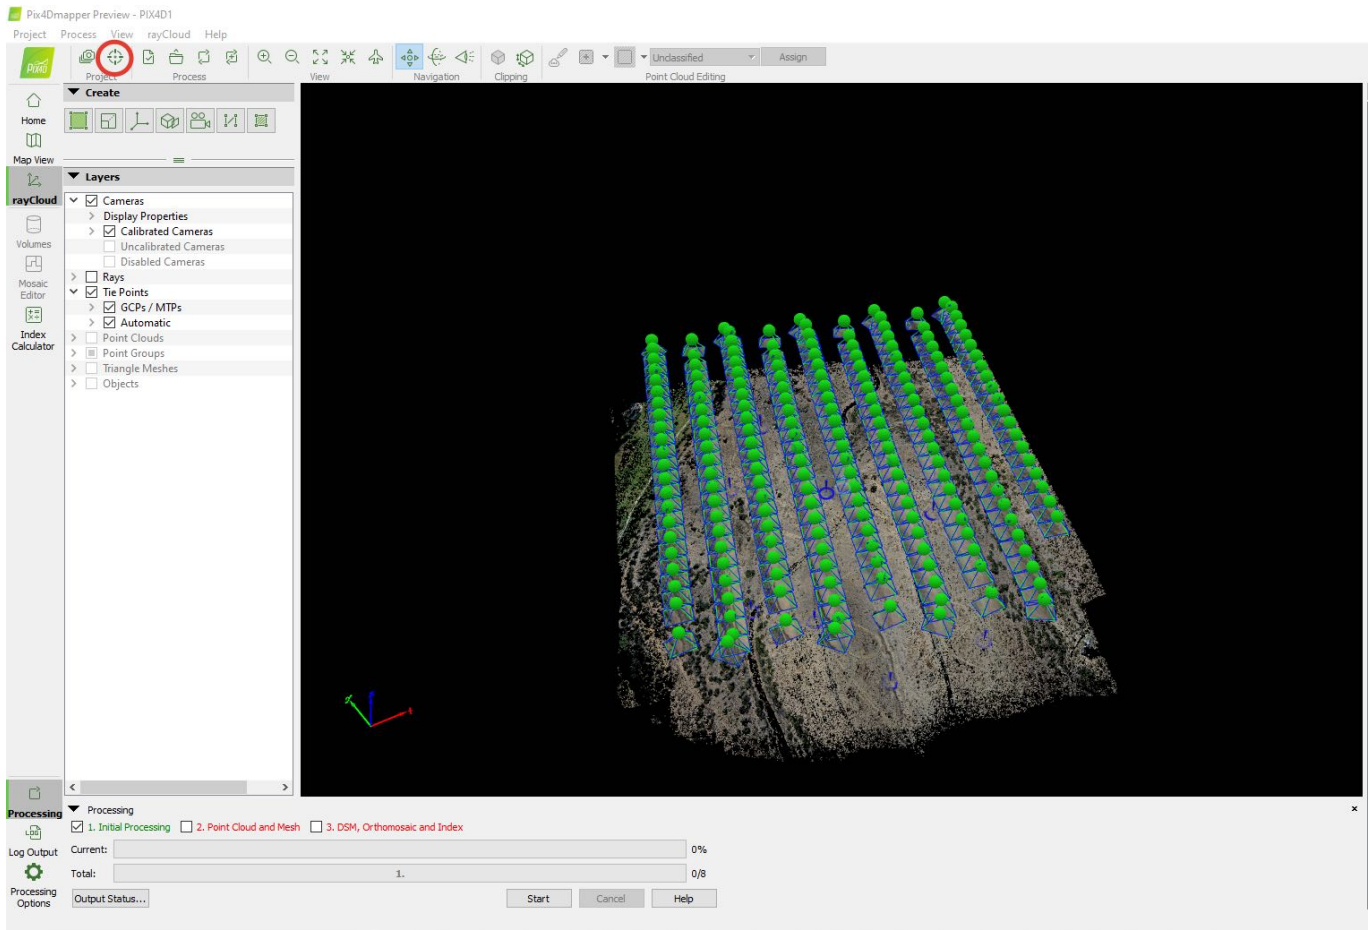 Pix4Dmapper Preview - PIX4D1
Project Process View rayCloud Help
PIX4D
Project Process View Navigation Clipping Point Cloud Editing
Unclassified Assign
Home
Map View
rayCloud
Volumes
Mosaic
Editor
Index
Calculator
Create
Layers
Cameras
Display Properties
Calibrated Cameras
Uncalibrated Cameras
Disabled Cameras
Rays
Tie Points
GCPs / MTPs
Automatic
Point Clouds
Point Groups
Triangle Meshes
Objects
Processing
Log Output
Processing
Options
Processing
1. Initial Processing 2. Point Cloud and Mesh 3. DSM, Orthomosaic and Index
Current: 0%
Total: 1. 0/8
Output Status... Start Cancel Help